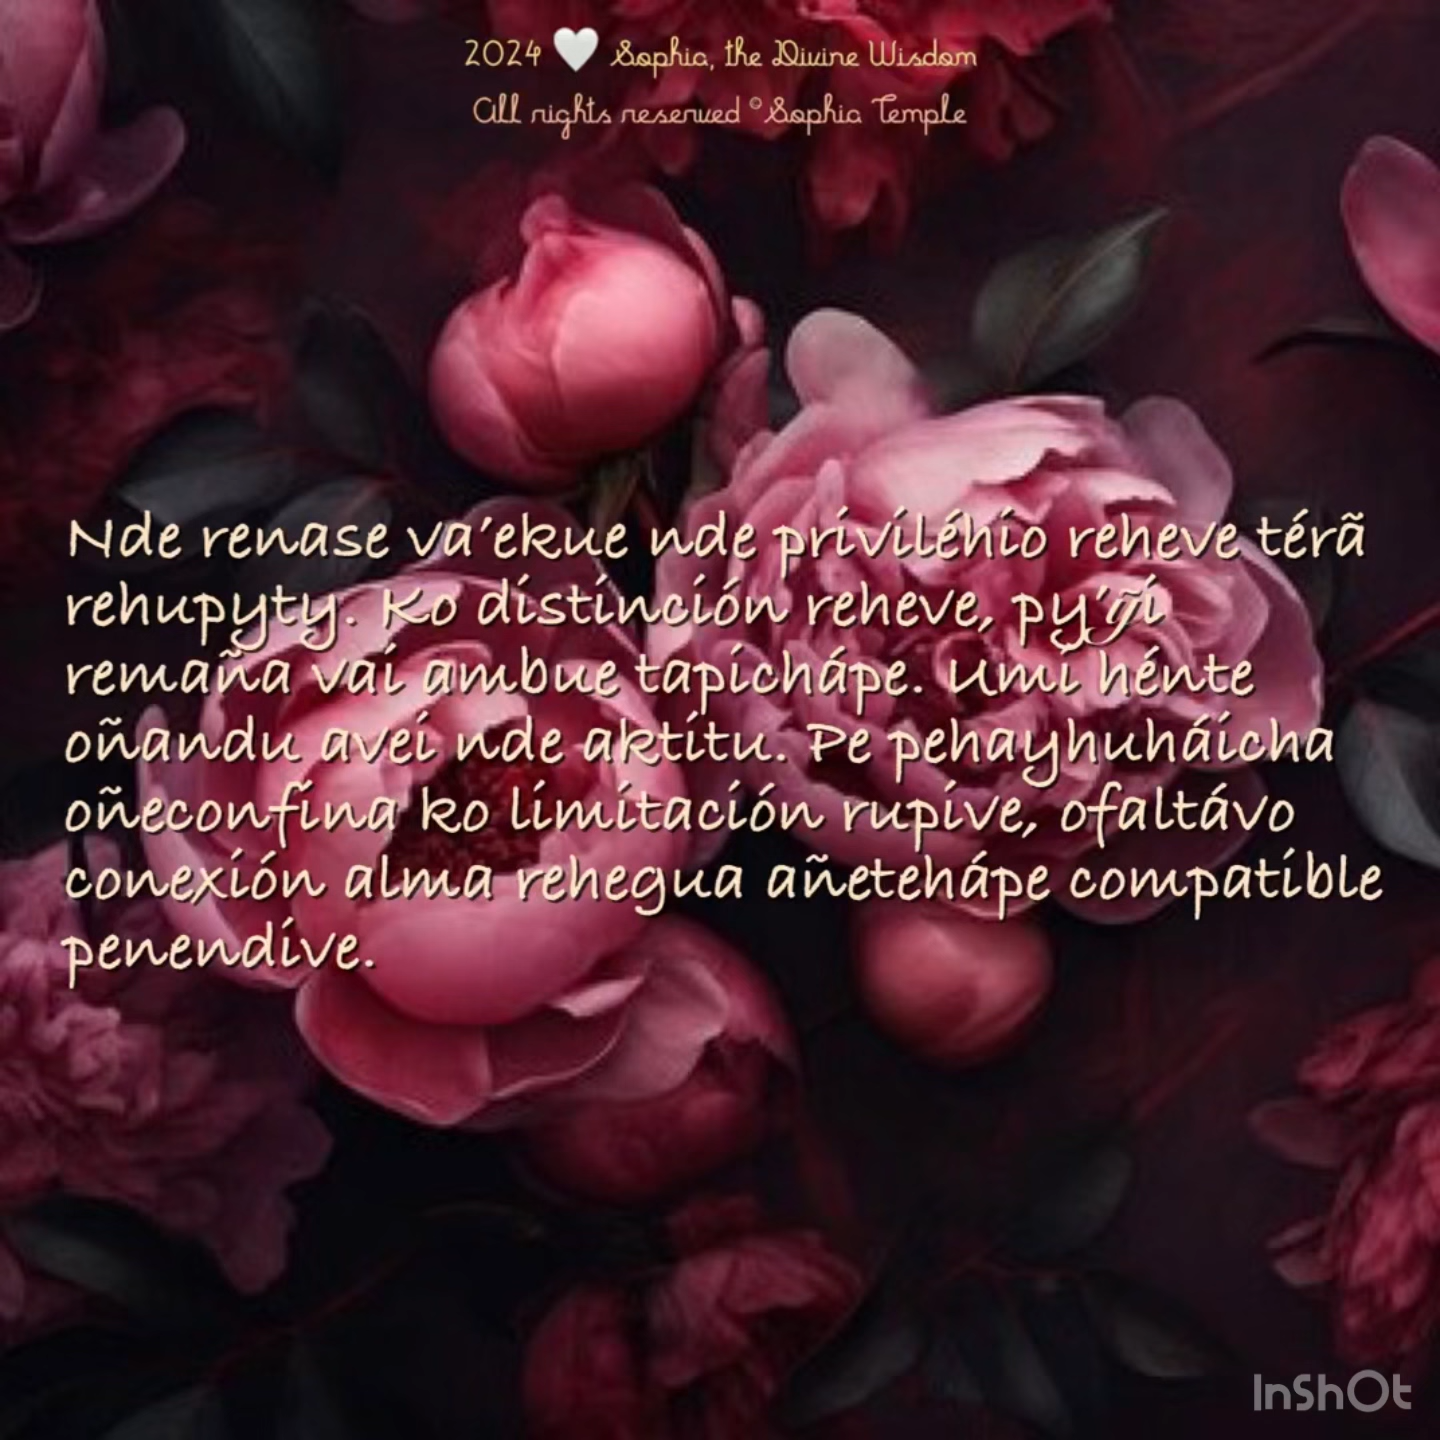 2024 🤍 Sophia, the Divine Wisdom
All rights reserved © Sophia Temple
Nde renase va'ekue nde priviléhio reheve térã
rehupyty. Ko distinción reheve, py'ỹi
remaña vai ambue tapichápe. Umi hénte
oñandu avei nde aktitu. Pe pehayhuháicha
oñeconfina ko limitación rupive, ofaltávo
conexión alma rehegua añetehápe compatible
penendive.
InShOt